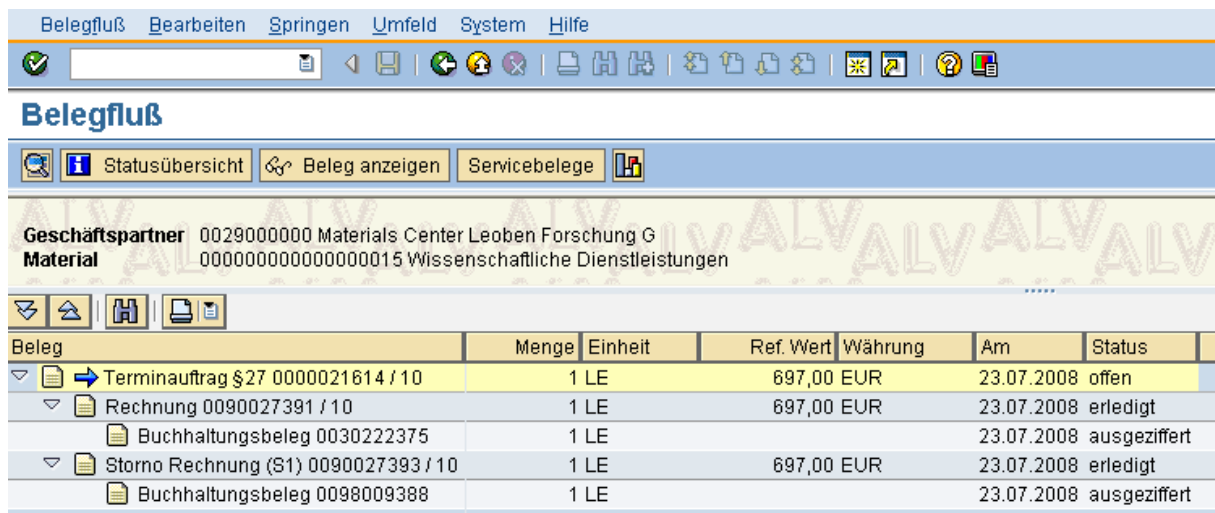 Belegfluß Bearbeiten Springen Umfeld System Hilfe
Belegfluß
Statusübersicht Beleg anzeigen Servicebelege
Geschäftspartner 0029000000 Materials Center Leoben Forschung G
Material 000000000000000015 Wissenschaftliche Dienstleistungen
Beleg Menge Einheit Ref. Wert Währung Am Status
Terminauftrag §27 0000021614 / 10 1 LE 697,00 EUR 23.07.2008 offen
Rechnung 0090027391 / 10 1 LE 697,00 EUR 23.07.2008 erledigt
Buchhaltungsbeleg 0030222375 1 LE 23.07.2008 ausgeziffert
Storno Rechnung (S1) 0090027393 / 10 1 LE 697,00 EUR 23.07.2008 erledigt
Buchhaltungsbeleg 0098009388 1 LE 23.07.2008 ausgeziffert